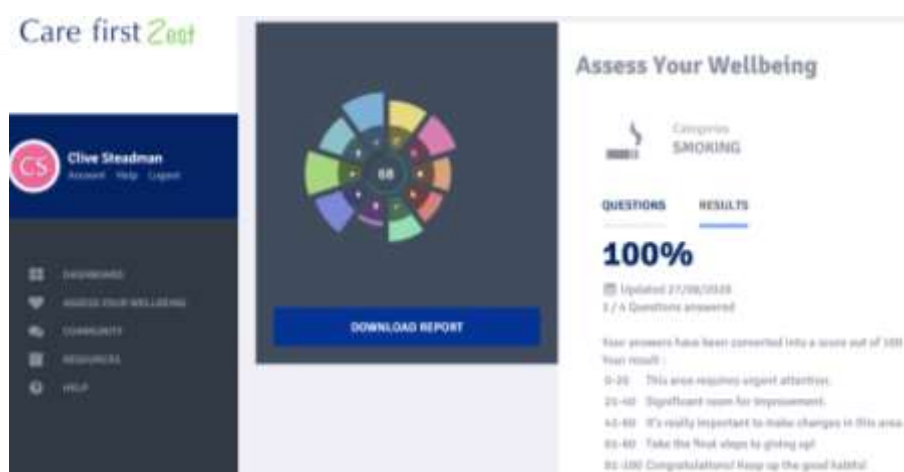 Care first Zest
Clive Steadman
Account Help Logout
DASHBOARD
ASSESS YOUR WELLBEING
COMMUNITY
RESOURCES
HELP
68
DOWNLOAD REPORT
Assess Your Wellbeing
Categories
SMOKING
QUESTIONS RESULTS
100%
Updated 27/08/2020
Questions answered
Your answers have been converted into a score out of 100
Your result :
0-20 This area requires urgent attention.
21-40 Significant room for improvement.
41-60 It's really important to make changes in this area.
61-80 Take the final steps to giving up!
81-100 Congratulations! Keep up the good habits!